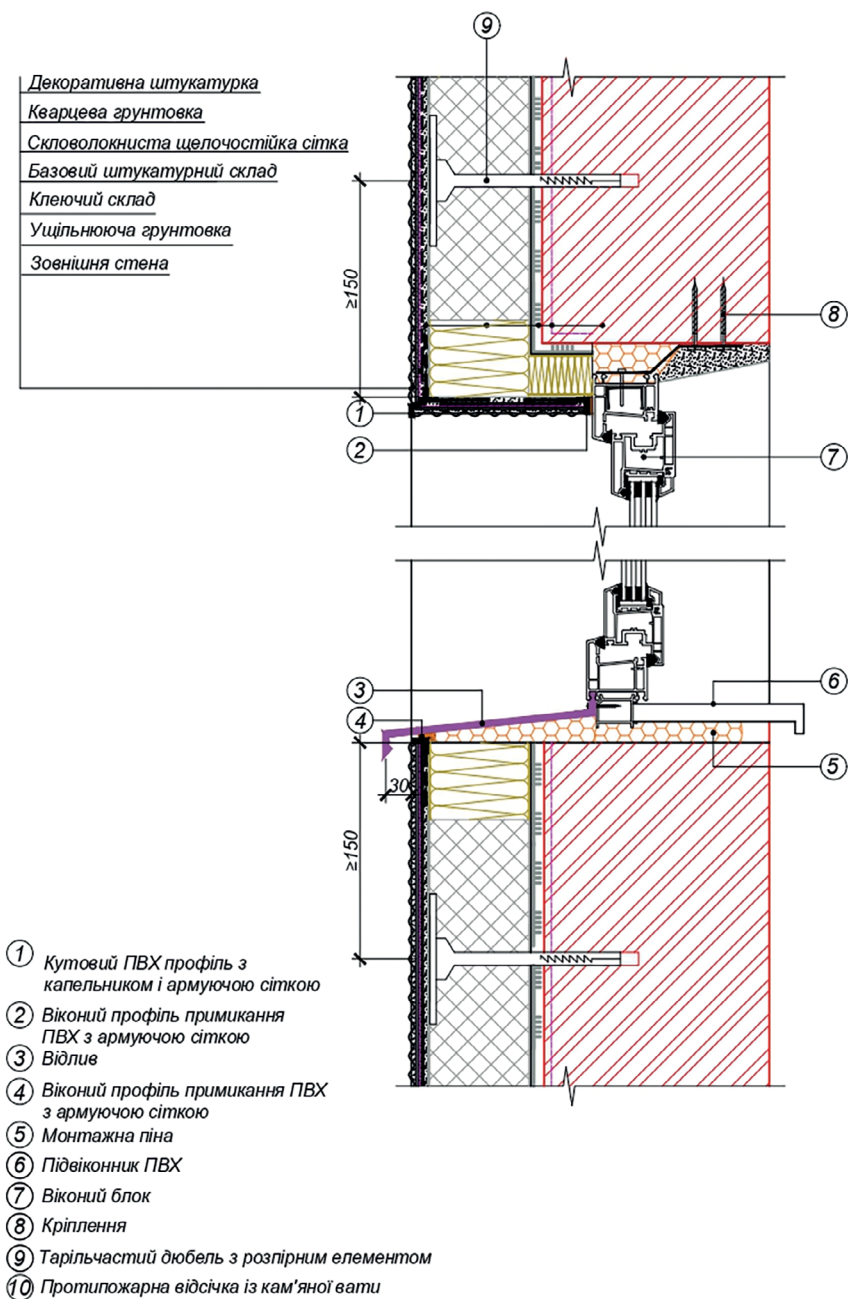 9
Декоративна штукатурка
Кварцева грунтовка
Скловолокниста щелочостійка сітка
Базовий штукатурний склад
Клеючий склад
Ущільнююча грунтовка
Зовнішня стена
≥150
8
1
2
7
3
6
4
5
30
≥150
1 Кутовий ПВХ профіль з
капельником і армуючою сіткою
2 Віконий профіль примикання
ПВХ з армуючою сіткою
3 Відлив
4 Віконий профіль примикання ПВХ
з армуючою сіткою
5 Монтажна піна
6 Підвіконник ПВХ
7 Віконий блок
8 Кріплення
9 Тарільчастий дюбель з розпірним елементом
10 Протипожарна відсічка із кам'яної вати